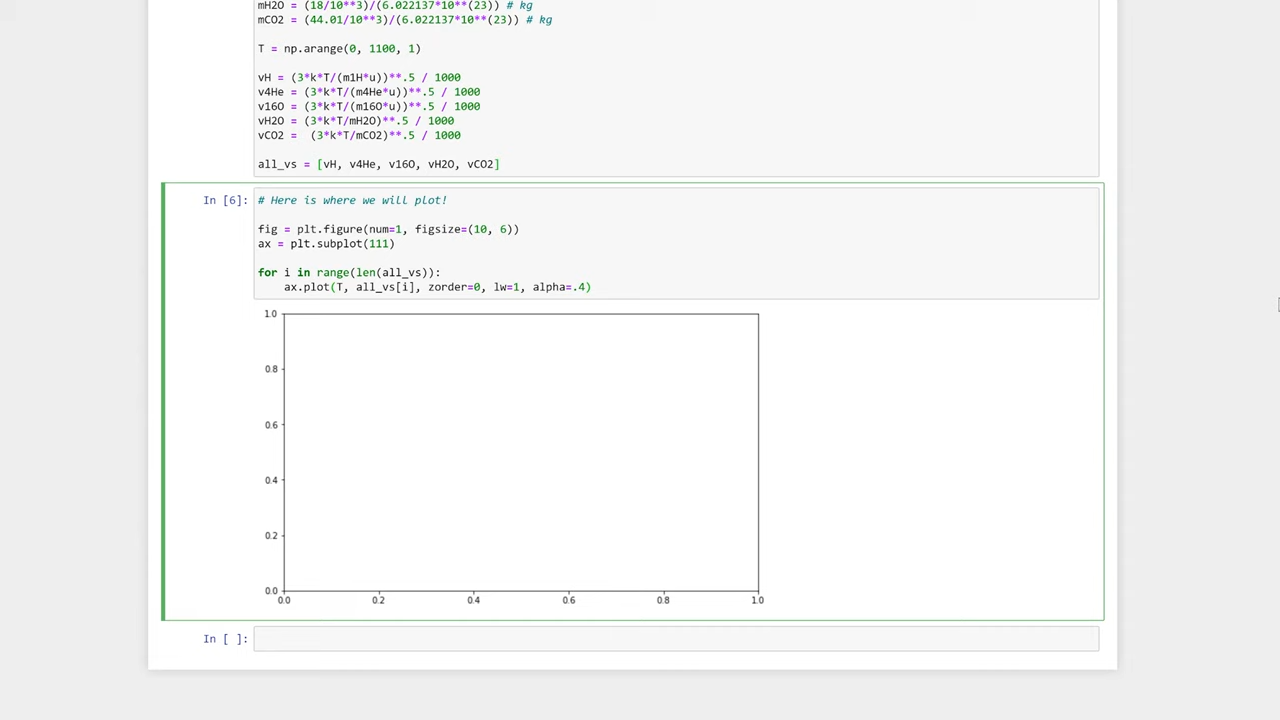 mH2O = (18/10**3)/(6.022137*10**(23)) # kg
mCO2 = (44.01/10**3)/(6.022137*10**(23)) # kg
T = np.arange(0, 1100, 1)
vH = (3*k*T/(m1H*u))**.5 / 1000
v4He = (3*k*T/(m4He*u))**.5 / 1000
v16O = (3*k*T/(m16O*u))**.5 / 1000
vH2O = (3*k*T/mH2O)**.5 / 1000
vCO2 =  (3*k*T/mCO2)**.5 / 1000
all_vs = [vH, v4He, v16O, vH2O, vCO2]
In [6]: # Here is where we will plot!
fig = plt.figure(num=1, figsize=(10, 6))
ax = plt.subplot(111)
for i in range(len(all_vs)):
    ax.plot(T, all_vs[i], zorder=0, lw=1, alpha=.4)
1.0
0.8
0.6
0.4
0.2
0.0
0.0 0.2 0.4 0.6 0.8 1.0
In [ ]: